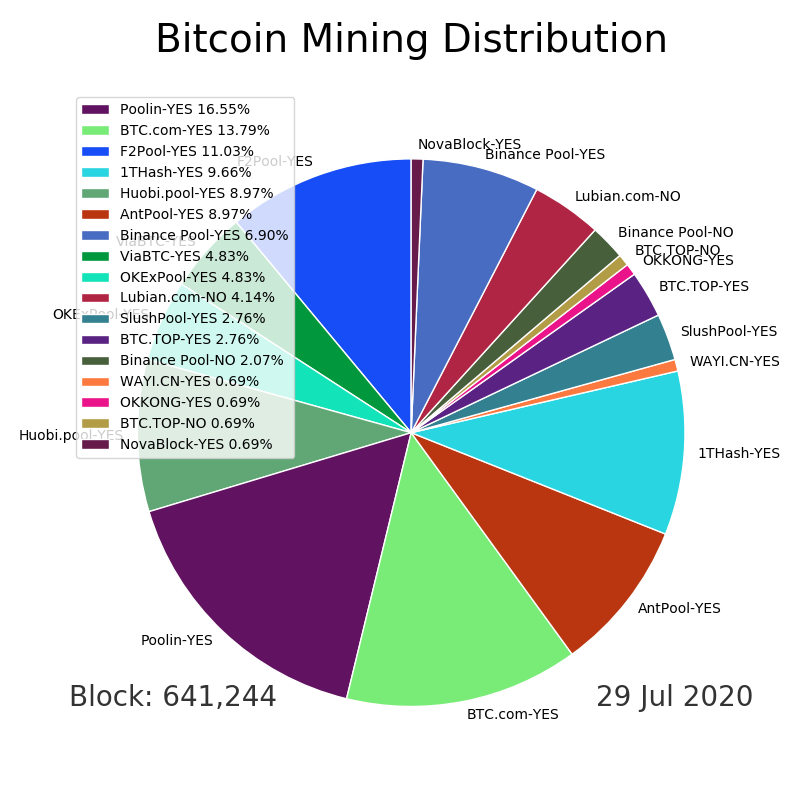 Bitcoin Mining Distribution
Poolin-YES 16.55%
BTC.com-YES 13.79%
F2Pool-YES 11.03%
1THash-YES 9.66%
Huobi.pool-YES 8.97%
AntPool-YES 8.97%
Binance Pool-YES 6.90%
ViaBTC-YES 4.83%
OKExPool-YES 4.83%
Lubian.com-NO 4.14%
SlushPool-YES 2.76%
BTC.TOP-YES 2.76%
Binance Pool-NO 2.07%
WAYI.CN-YES 0.69%
OKKONG-YES 0.69%
BTC.TOP-NO 0.69%
NovaBlock-YES 0.69%
NovaBlock-YES
Binance Pool-YES
Lubian.com-NO
Binance Pool-NO
BTC.TOP-NO
OKKONG-YES
BTC.TOP-YES
SlushPool-YES
WAYI.CN-YES
1THash-YES
AntPool-YES
BTC.com-YES
Poolin-YES
Huobi.pool-YES
OKExPool-YES
ViaBTC-YES
F2Pool-YES
Block: 641,244
29 Jul 2020